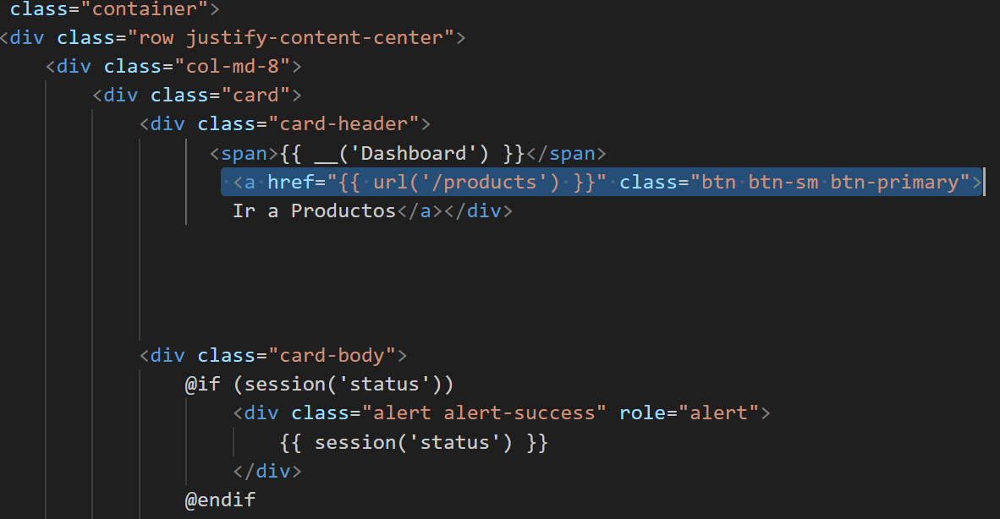 class="container">
<div class="row justify-content-center">
<div class="col-md-8">
<div class="card">
<div class="card-header">
<span>{{ __('Dashboard') }}</span>
<a href="{{ url('/products') }}" class="btn btn-sm btn-primary">
Ir a Productos</a></div>
<div class="card-body">
@if (session('status'))
<div class="alert alert-success" role="alert">
{{ session('status') }}
</div>
@endif